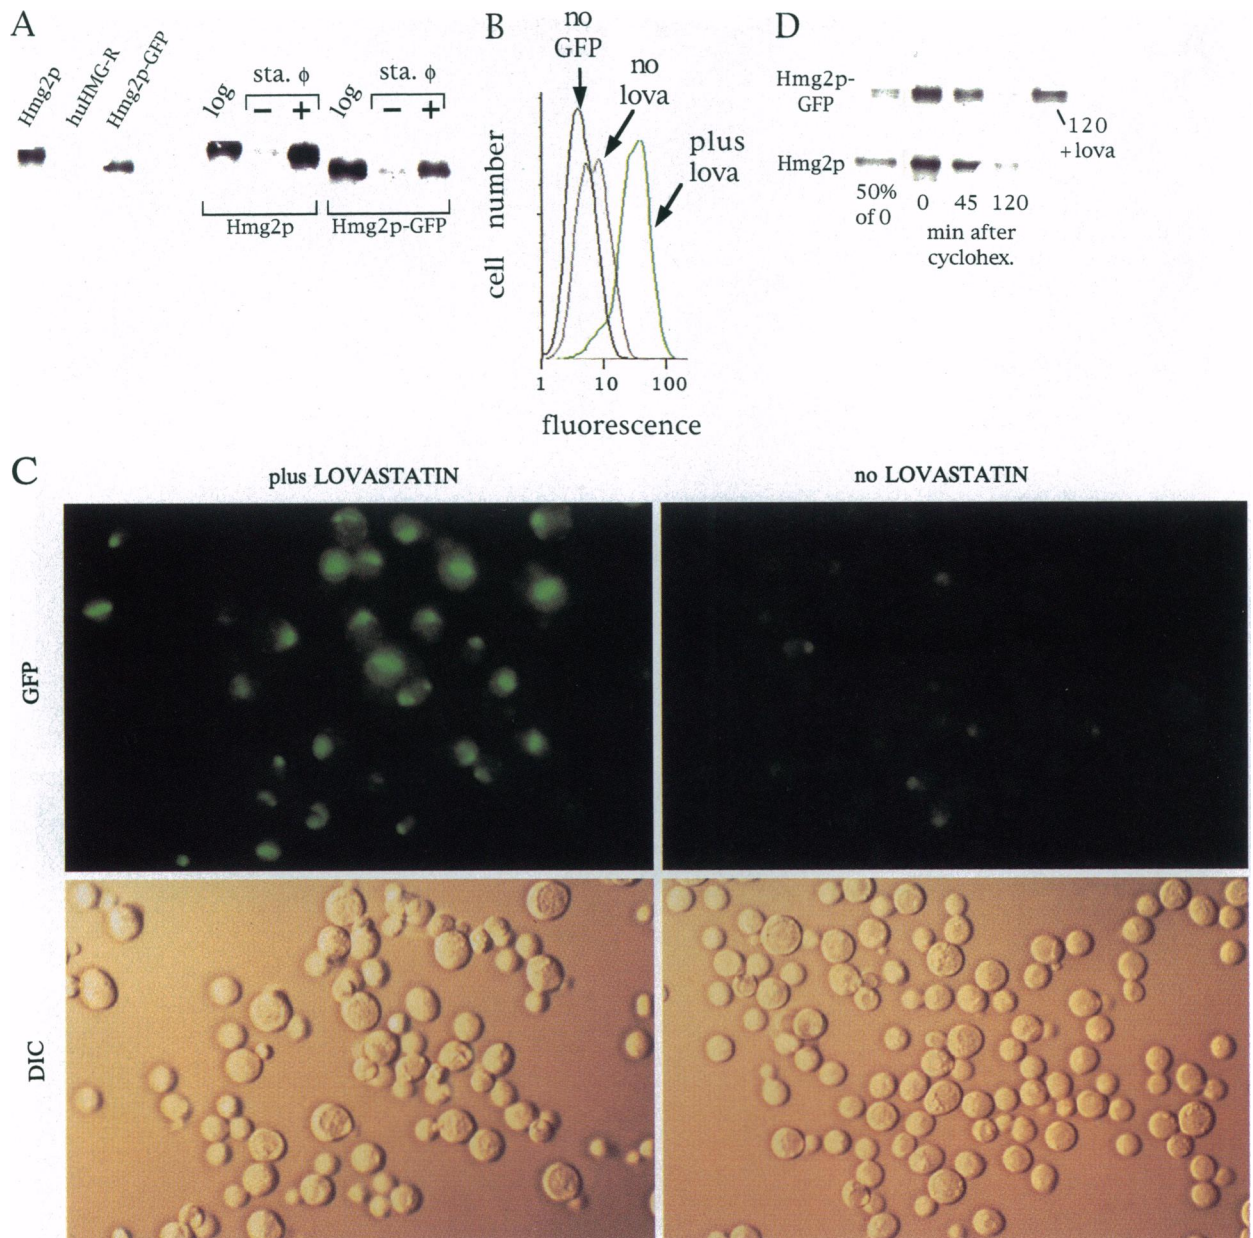 A
Hmg2p
huHMG-R
Hmg2p-GFP
log
sta. ϕ
−
+
log
sta. ϕ
−
+
Hmg2p
Hmg2p-GFP
B
no
GFP
no
lova
plus
lova
cell number
1
10
100
fluorescence
D
Hmg2p-
GFP
120
+lova
Hmg2p
50%
of 0
0
45
120
min after
cyclohex.
C
plus LOVASTATIN
no LOVASTATIN
GFP
DIC